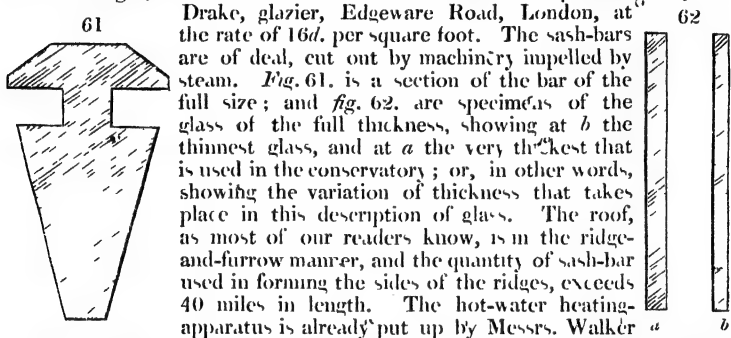 61
62
Drake, glazier, Edgeware Road, London, at
the rate of 16d. per square foot. The sash-bars
are of deal, cut out by machinery impelled by
steam. Fig. 61. is a section of the bar of the
full size; and fig. 62. are specimens of the
glass of the full thickness, showing at b the
thinnest glass, and at a the very thickest that
is used in the conservatory; or, in other words,
showing the variation of thickness that takes
place in this description of glass. The roof,
as most of our readers know, is in the ridge-
and-furrow manner, and the quantity of sash-bar
used in forming the sides of the ridges, exceeds
40 miles in length. The hot-water heating-
apparatus is already put up by Messrs. Walker
a
b